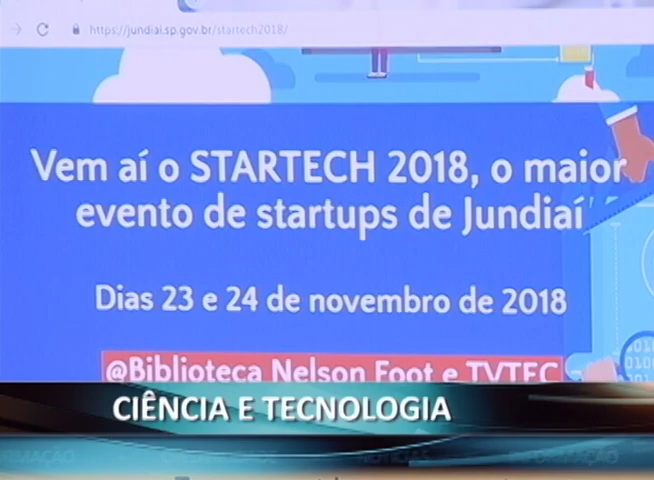 https://jundiai.sp.gov.br/startech2018/
Vem aí o STARTECH 2018, o maior
evento de startups de Jundiaí
Dias 23 e 24 de novembro de 2018
@Biblioteca Nelson Foot e TVTEC
CIÊNCIA E TECNOLOGIA